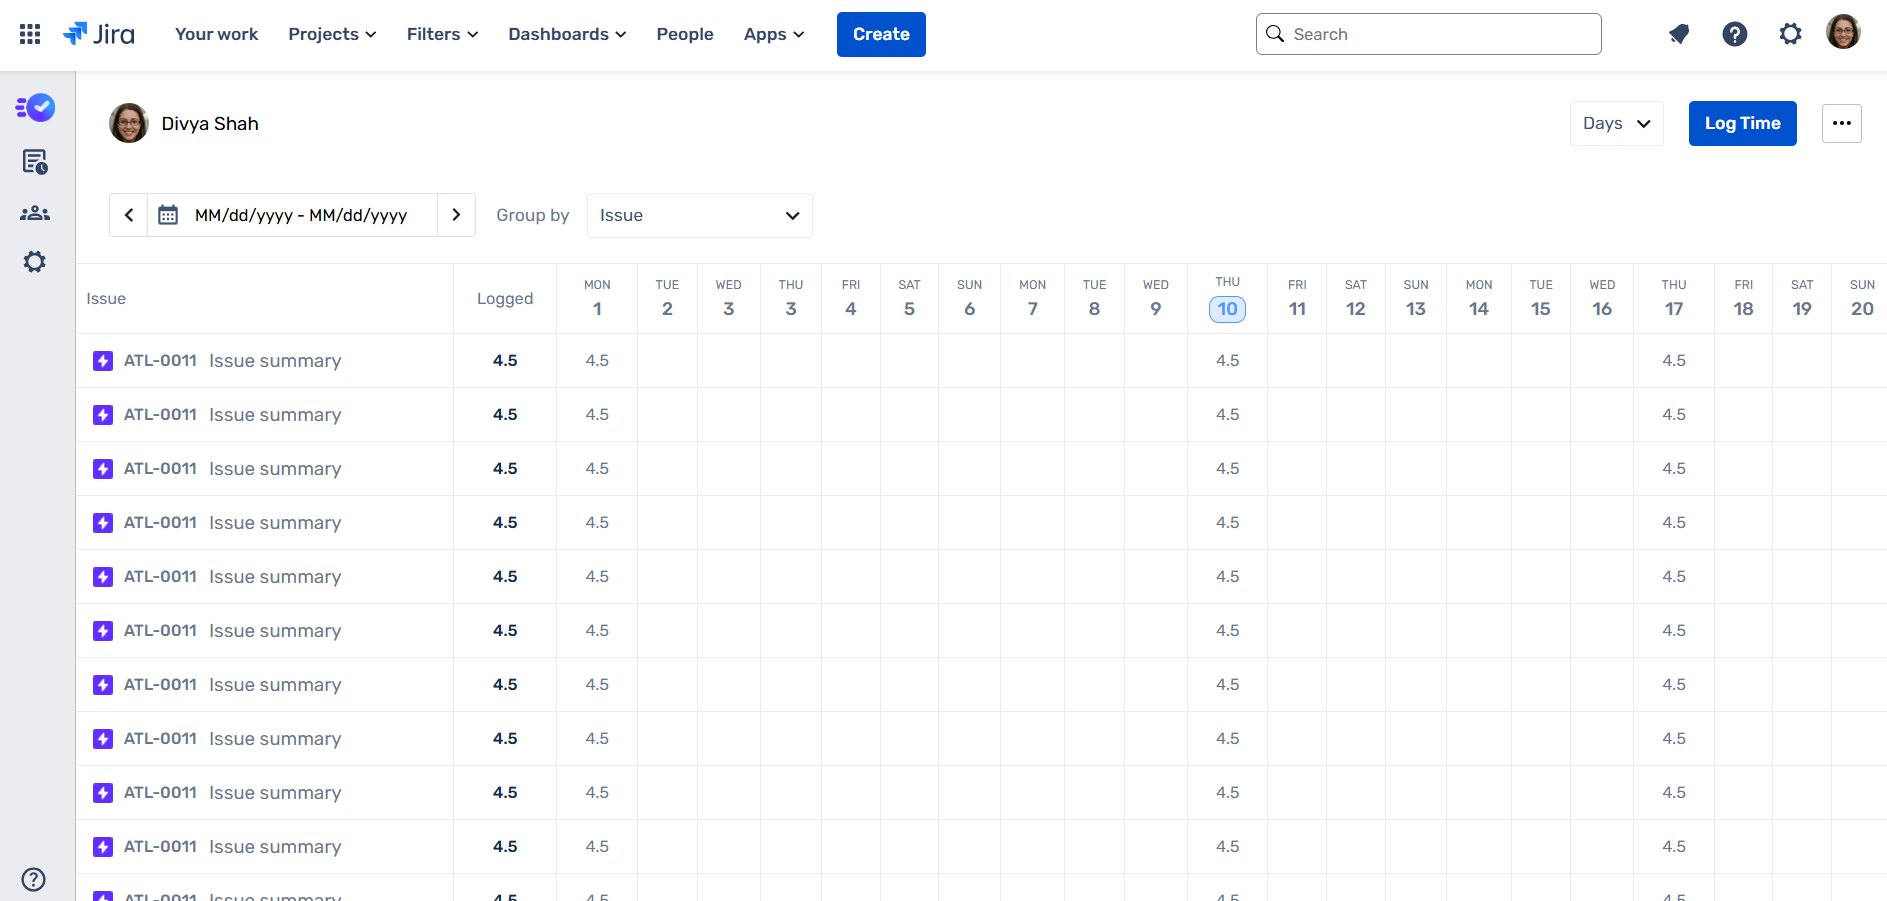 Jira Your work Projects Filters Dashboards People Apps Create Search
Divya Shah Days Log Time
MM/dd/yyyy - MM/dd/yyyy Group by Issue
Issue Logged MON 1 TUE 2 WED 3 THU 3 FRI 4 SAT 5 SUN 6 MON 7 TUE 8 WED 9 THU 10 FRI 11 SAT 12 SUN 13 MON 14 TUE 15 WED 16 THU 17 FRI 18 SAT 19 SUN 20
ATL-0011 Issue summary 4.5 4.5 4.5 4.5
ATL-0011 Issue summary 4.5 4.5 4.5 4.5
ATL-0011 Issue summary 4.5 4.5 4.5 4.5
ATL-0011 Issue summary 4.5 4.5 4.5 4.5
ATL-0011 Issue summary 4.5 4.5 4.5 4.5
ATL-0011 Issue summary 4.5 4.5 4.5 4.5
ATL-0011 Issue summary 4.5 4.5 4.5 4.5
ATL-0011 Issue summary 4.5 4.5 4.5 4.5
ATL-0011 Issue summary 4.5 4.5 4.5 4.5
ATL-0011 Issue summary 4.5 4.5 4.5 4.5
ATL-0011 Issue summary 4.5 4.5 4.5 4.5